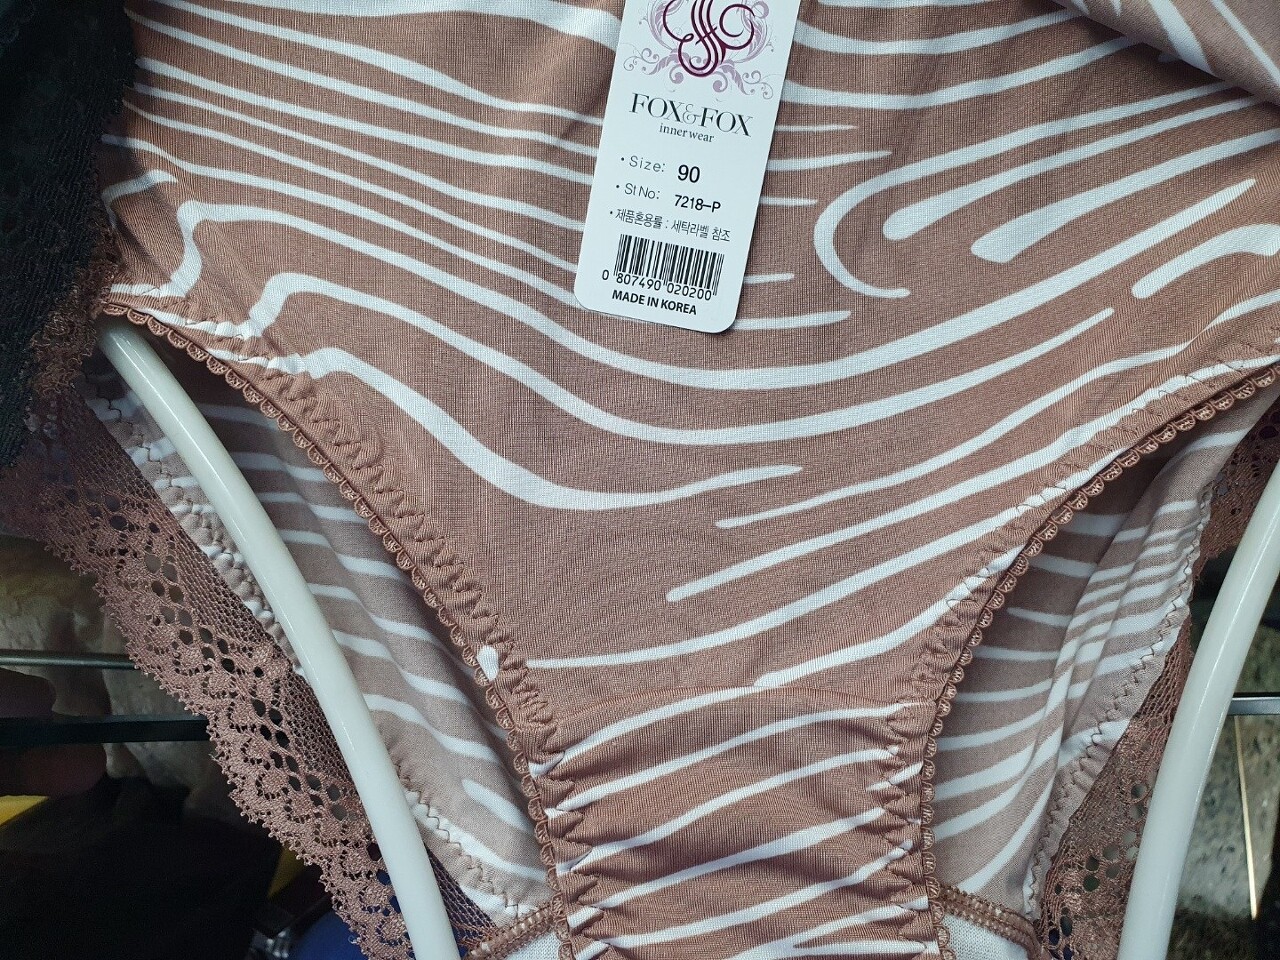 FOX&FOX
inner wear
• Size: 90
• St No: 7218-P
• 제품혼용률 : 세탁라벨 참조
0 807490 020200
MADE IN KOREA